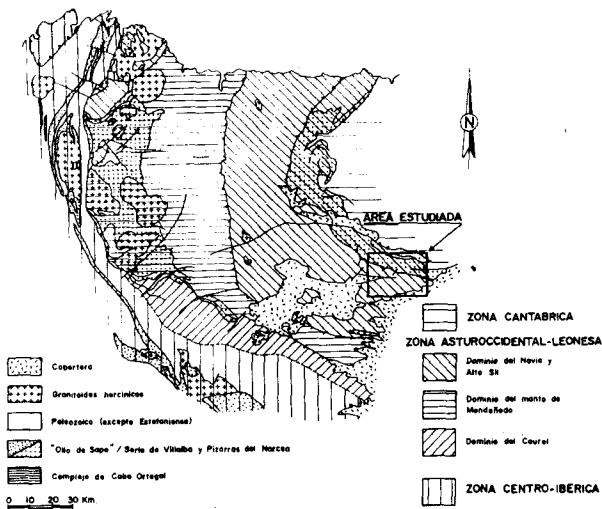 N
AREA ESTUDIADA
ZONA CANTABRICA
ZONA ASTUROCCIDENTAL-LEONESA
Dominio del Navia y
Alto Sil
Dominio del manto de
Mondoñedo
Dominio del Caurel
ZONA CENTRO-IBERICA
Cobertera
Granitoides hercínicos
Paleozoico (excepto Estefaniense)
"Ollo de Sapo" / Serie de Villalba y Pizarras del Narcea
Complejo de Cabo Ortegal
0 10 20 30 Km.